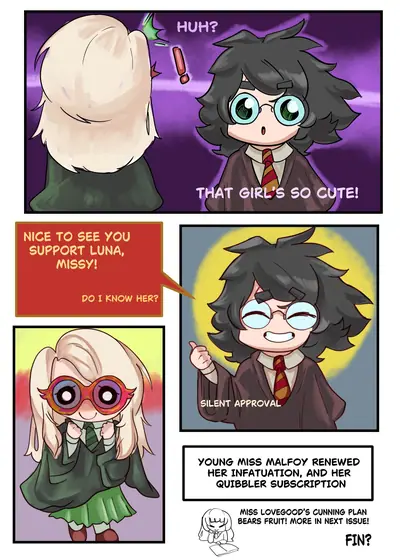 HUH?
!
THAT GIRL'S SO CUTE!
NICE TO SEE YOU
SUPPORT LUNA,
MISSY!
DO I KNOW HER?
SILENT APPROVAL
YOUNG MISS MALFOY RENEWED
HER INFATUATION, AND HER
QUIBBLER SUBSCRIPTION
MISS LOVEGOOD'S CUNNING PLAN
BEARS FRUIT! MORE IN NEXT ISSUE!
FIN?